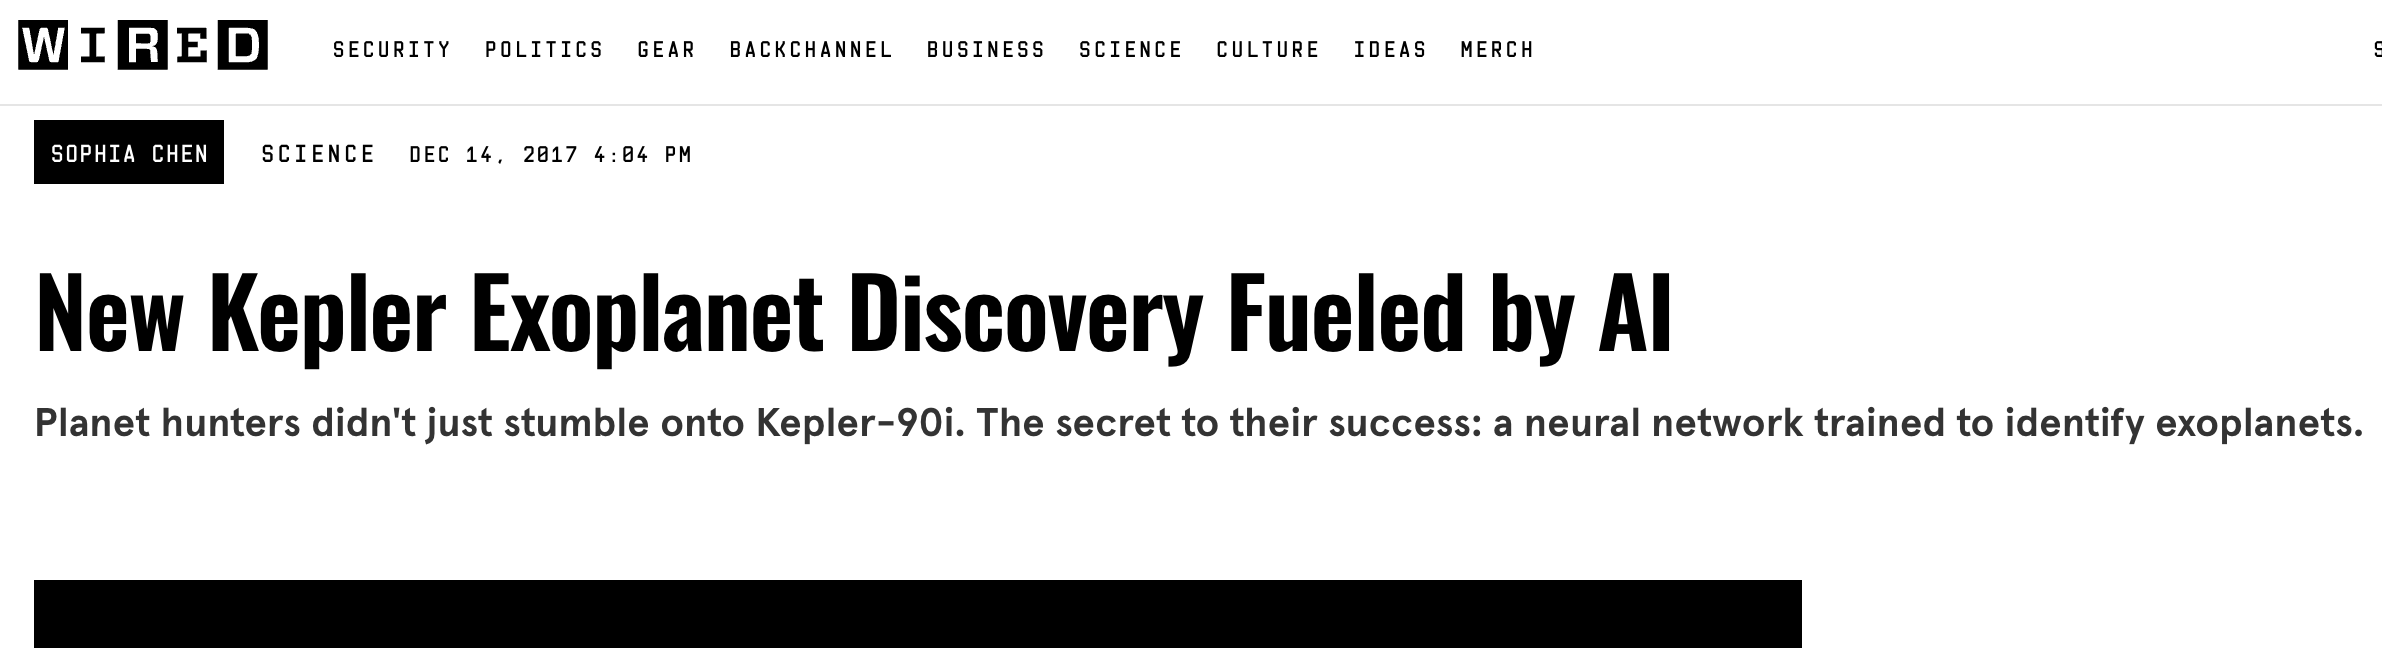 WIRED SECURITY POLITICS GEAR BACKCHANNEL BUSINESS SCIENCE CULTURE IDEAS MERCH
SOPHIA CHEN SCIENCE DEC 14, 2017 4:04 PM
New Kepler Exoplanet Discovery Fueled by AI
Planet hunters didn't just stumble onto Kepler-90i. The secret to their success: a neural network trained to identify exoplanets.